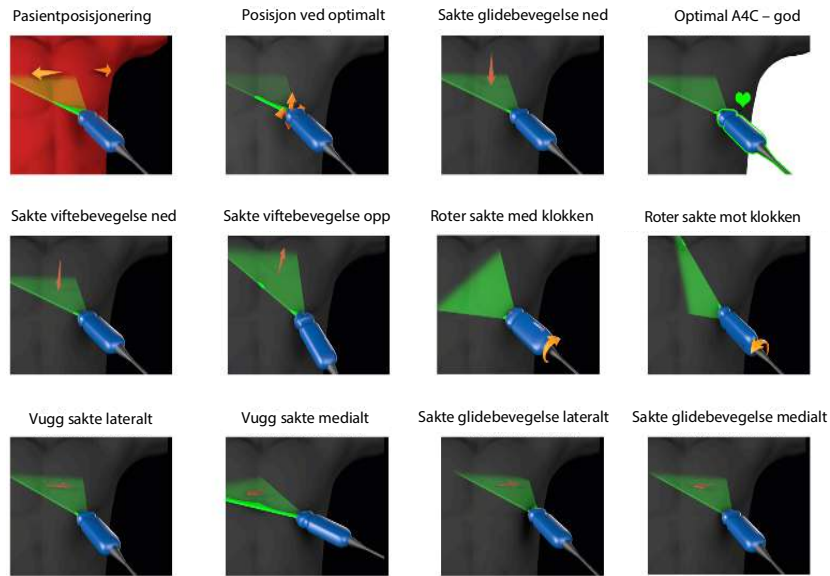 Pasientposisjonering
Posisjon ved optimalt
Sakte glidebevegelse ned
Optimal A4C – god
Sakte viftebevegelse ned
Sakte viftebevegelse opp
Roter sakte med klokken
Roter sakte mot klokken
Vugg sakte lateralt
Vugg sakte medialt
Sakte glidebevegelse lateralt
Sakte glidebevegelse medialt